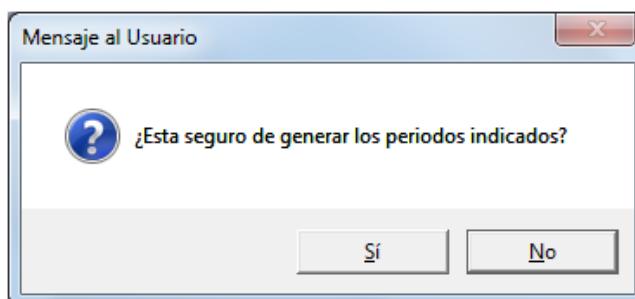 Mensaje al Usuario
¿Esta seguro de generar los periodos indicados?
Sí
No